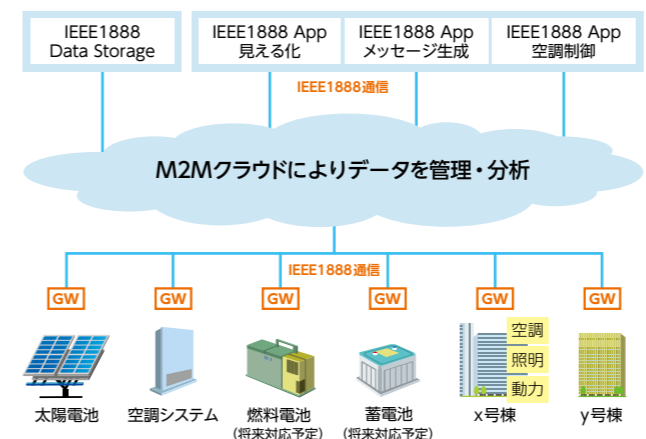 IEEE1888
Data Storage
IEEE1888 App
見える化
IEEE1888 App
メッセージ生成
IEEE1888 App
空調制御
IEEE1888通信
M2Mクラウドによりデータを管理・分析
IEEE1888通信
GW
GW
GW
GW
GW
GW
空調
照明
動力
太陽電池
空調システム
燃料電池
(将来対応予定)
蓄電池
(将来対応予定)
x号棟
y号棟